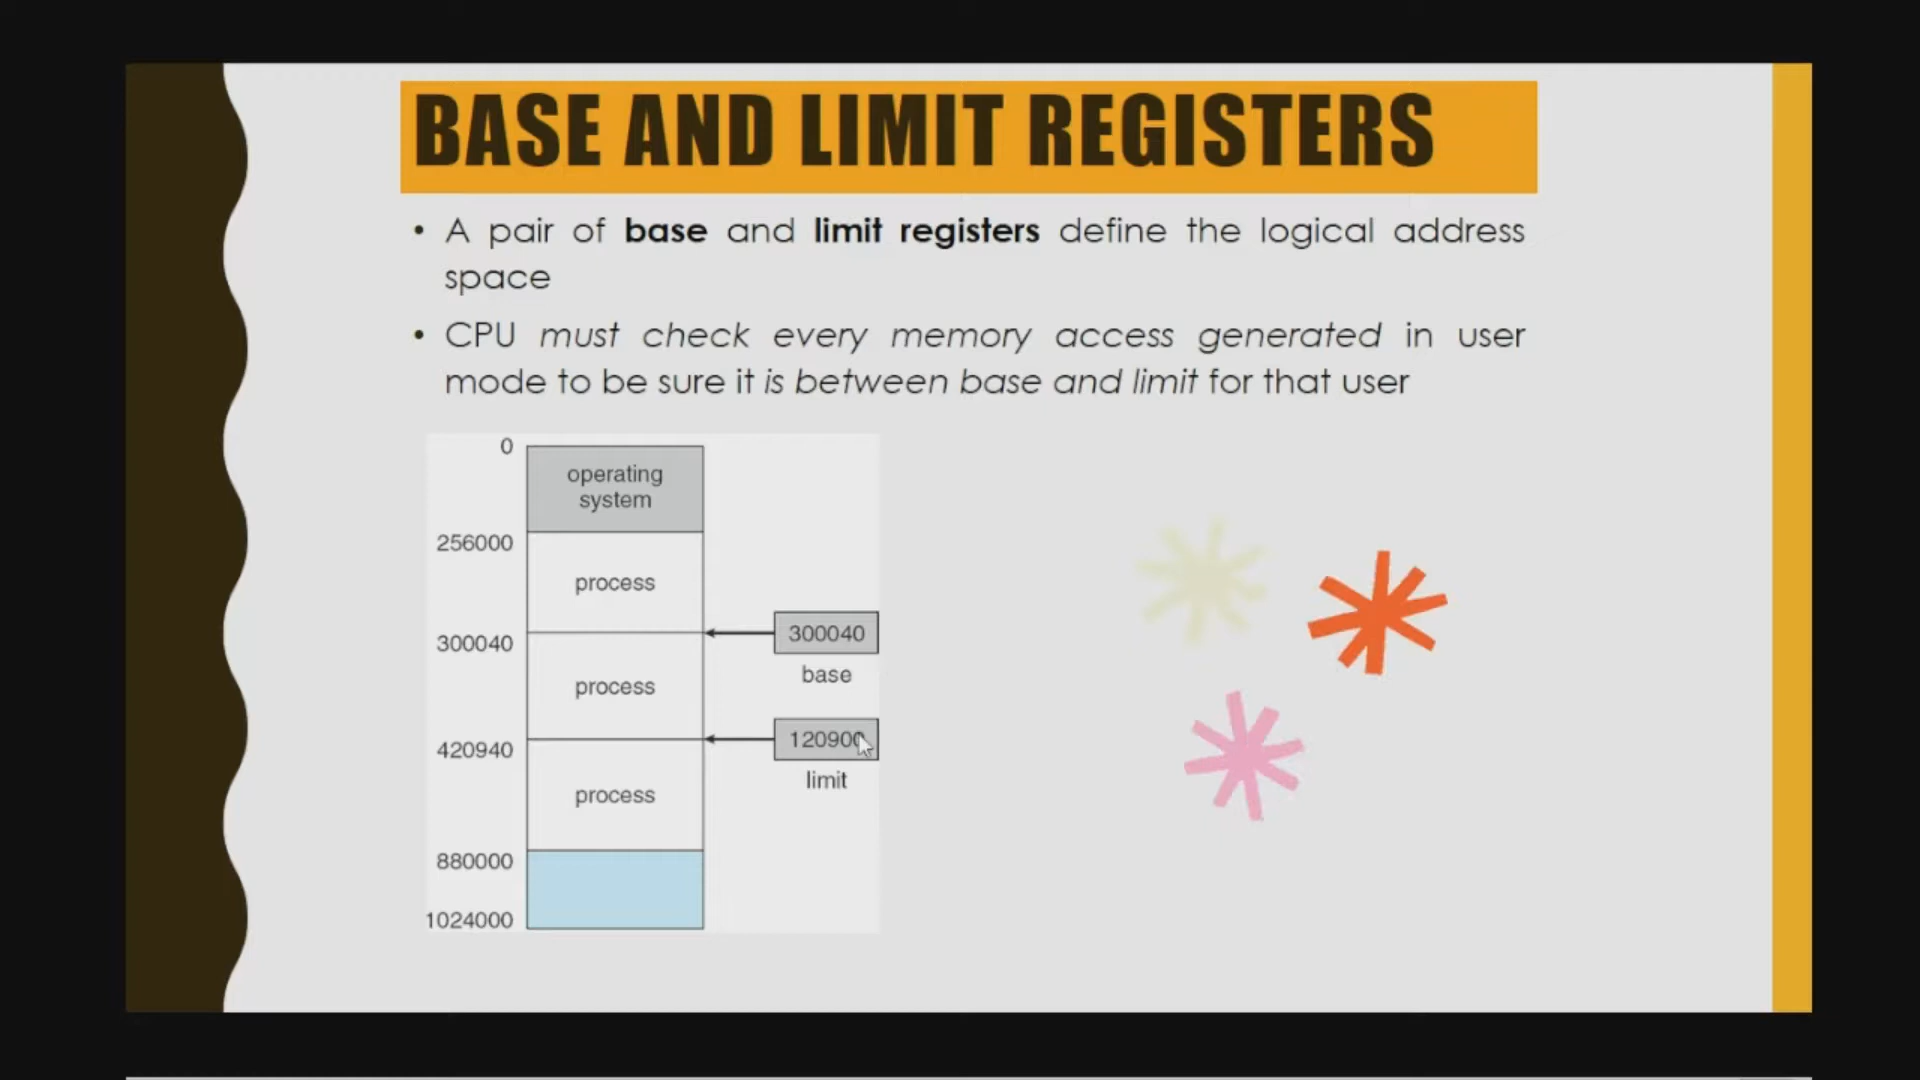 BASE AND LIMIT REGISTERS
• A pair of base and limit registers define the logical address
space
• CPU must check every memory access generated in user
mode to be sure it is between base and limit for that user
0
operating
system
256000
process
300040
300040
base
process
420940
120900
limit
process
880000
1024000